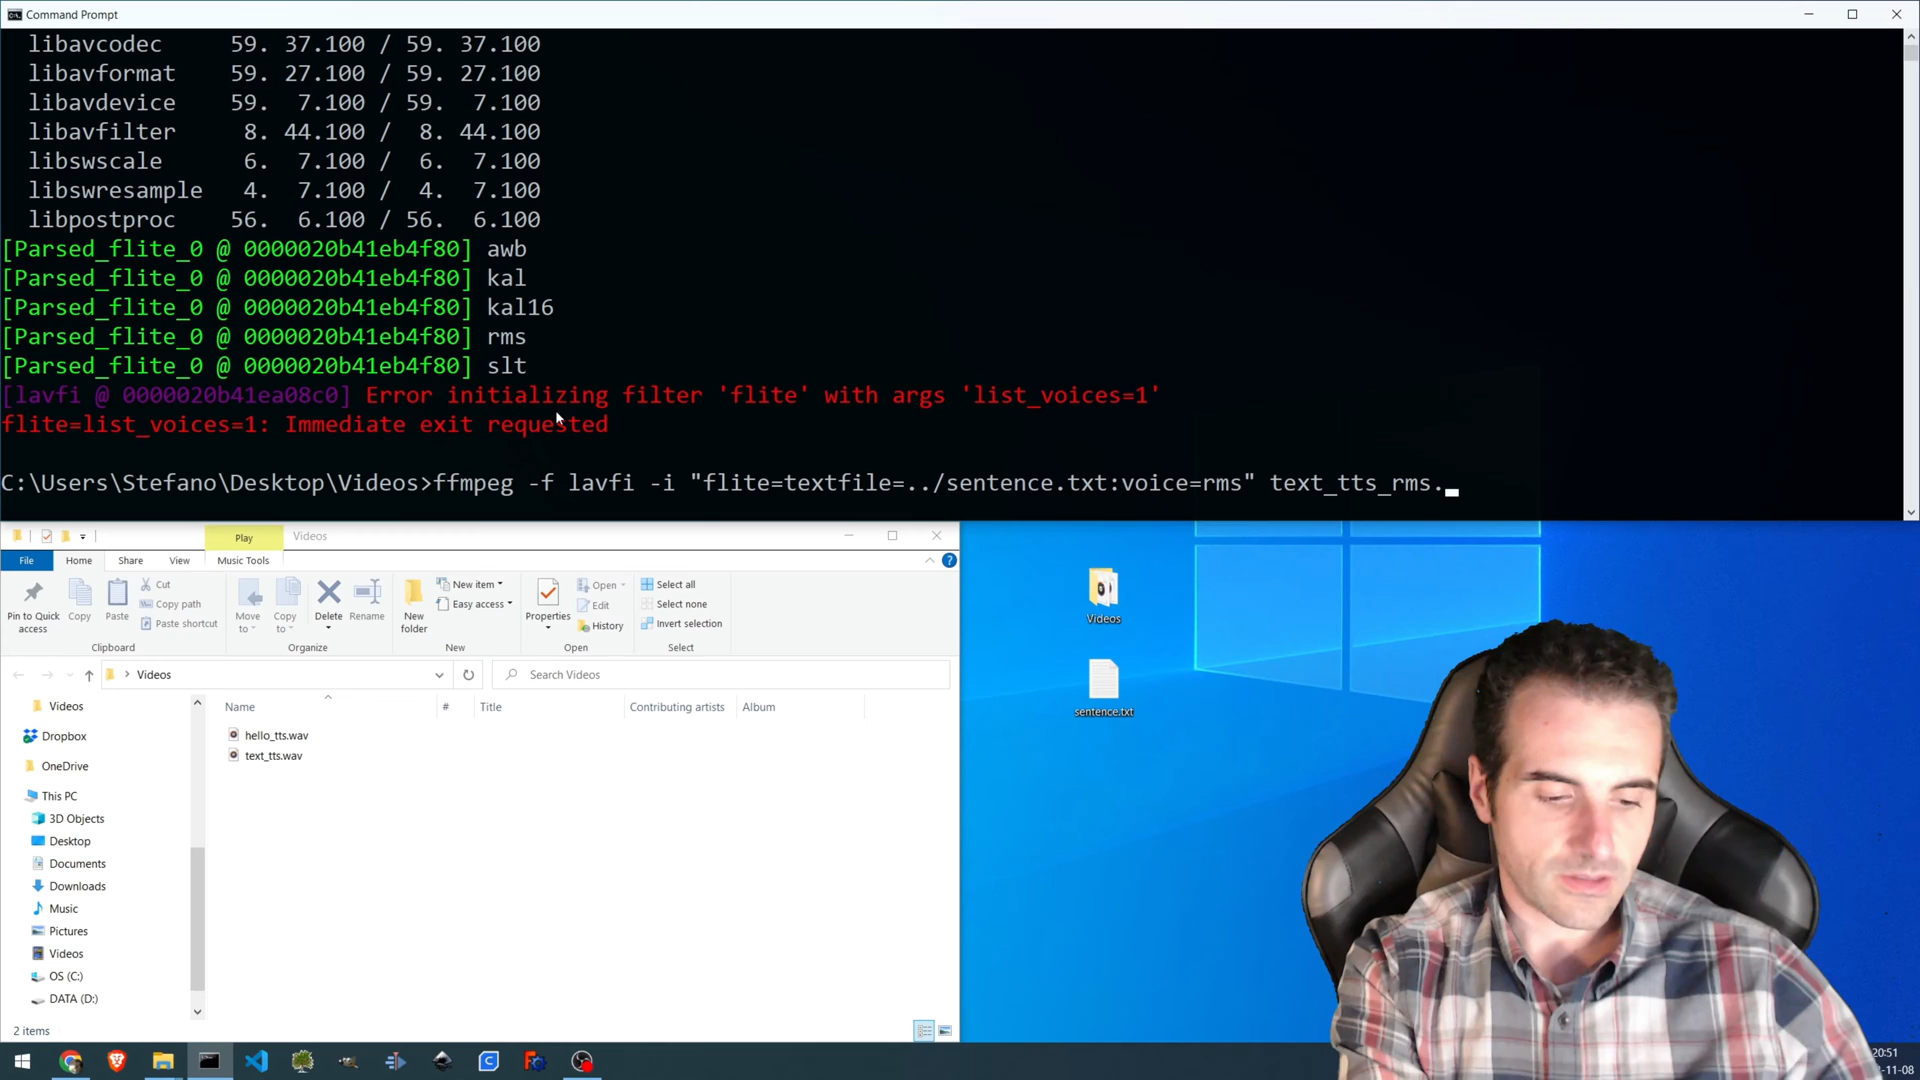 Command Prompt
libavcodec 59. 37.100 / 59. 37.100
libavformat 59. 27.100 / 59. 27.100
libavdevice 59. 7.100 / 59. 7.100
libavfilter 8. 44.100 / 8. 44.100
libswscale 6. 7.100 / 6. 7.100
libswresample 4. 7.100 / 4. 7.100
libpostproc 56. 6.100 / 56. 6.100
[Parsed_flite_0 @ 0000020b41eb4f80] awb
[Parsed_flite_0 @ 0000020b41eb4f80] kal
[Parsed_flite_0 @ 0000020b41eb4f80] kal16
[Parsed_flite_0 @ 0000020b41eb4f80] rms
[Parsed_flite_0 @ 0000020b41eb4f80] slt
[lavfi @ 0000020b41ea08c0] Error initializing filter 'flite' with args 'list_voices=1'
flite=list_voices=1: Immediate exit requested
C:\Users\Stefano\Desktop\Videos>ffmpeg -f lavfi -i "flite=textfile=../sentence.txt:voice=rms" text_tts_rms._
Play Videos
File Home Share View Music Tools
Pin to Quick access
Copy
Paste
Cut
Copy path
Paste shortcut
Clipboard
Move to
Copy to
Delete
Rename
Organize
New folder
New item
Easy access
New
Properties
Open
Edit
History
Open
Select all
Select none
Invert selection
Select
Videos
Search Videos
Name # Title Contributing artists Album
hello_tts.wav
text_tts.wav
Videos
Dropbox
OneDrive
This PC
3D Objects
Desktop
Documents
Downloads
Music
Pictures
Videos
OS (C:)
DATA (D:)
2 items
Videos
sentence.txt
20:51
-11-08